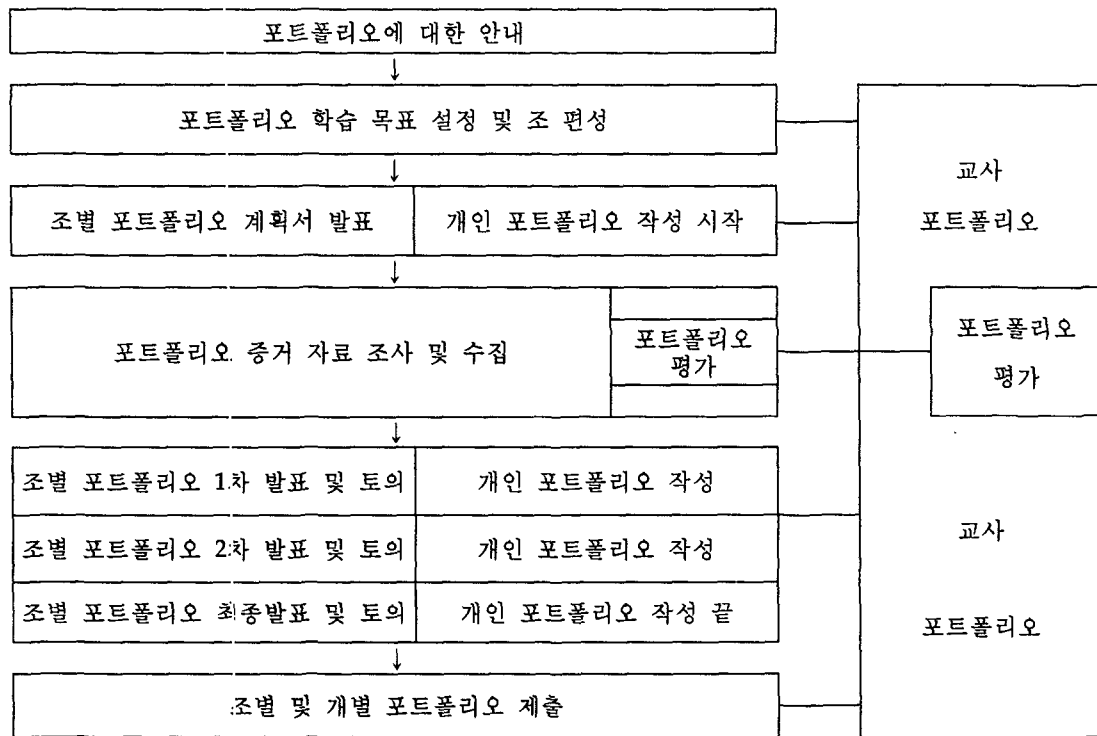 포트폴리오에 대한 안내
↓
포트폴리오 학습 목표 설정 및 조 편성
↓
조별 포트폴리오 계획서 발표
개인 포트폴리오 작성 시작
↓
포트폴리오 증거 자료 조사 및 수집
포트폴리오
평가
↓
조별 포트폴리오 1차 발표 및 토의
개인 포트폴리오 작성
조별 포트폴리오 2차 발표 및 토의
개인 포트폴리오 작성
조별 포트폴리오 최종발표 및 토의
개인 포트폴리오 작성 끝
↓
조별 및 개별 포트폴리오 제출
교사
포트폴리오
포트폴리오
평가
교사
포트폴리오